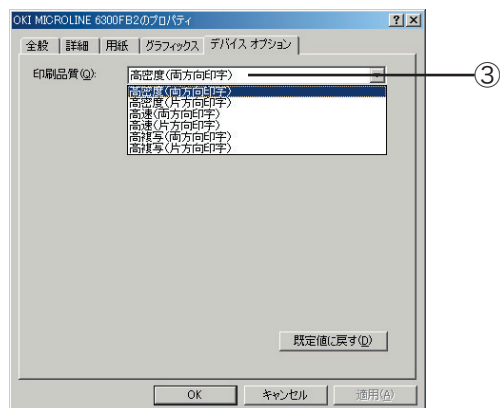 OKI MICROLINE 6300FB2のプロパティ
全般 詳細 用紙 グラフィックス デバイス オプション
印刷品質(Q): 高密度(両方向印字) ③
高密度(両方向印字)
高密度(片方向印字)
高速(両方向印字)
高速(片方向印字)
高複写(両方向印字)
高複写(片方向印字)
既定値に戻す(D)
OK キャンセル 適用(A)